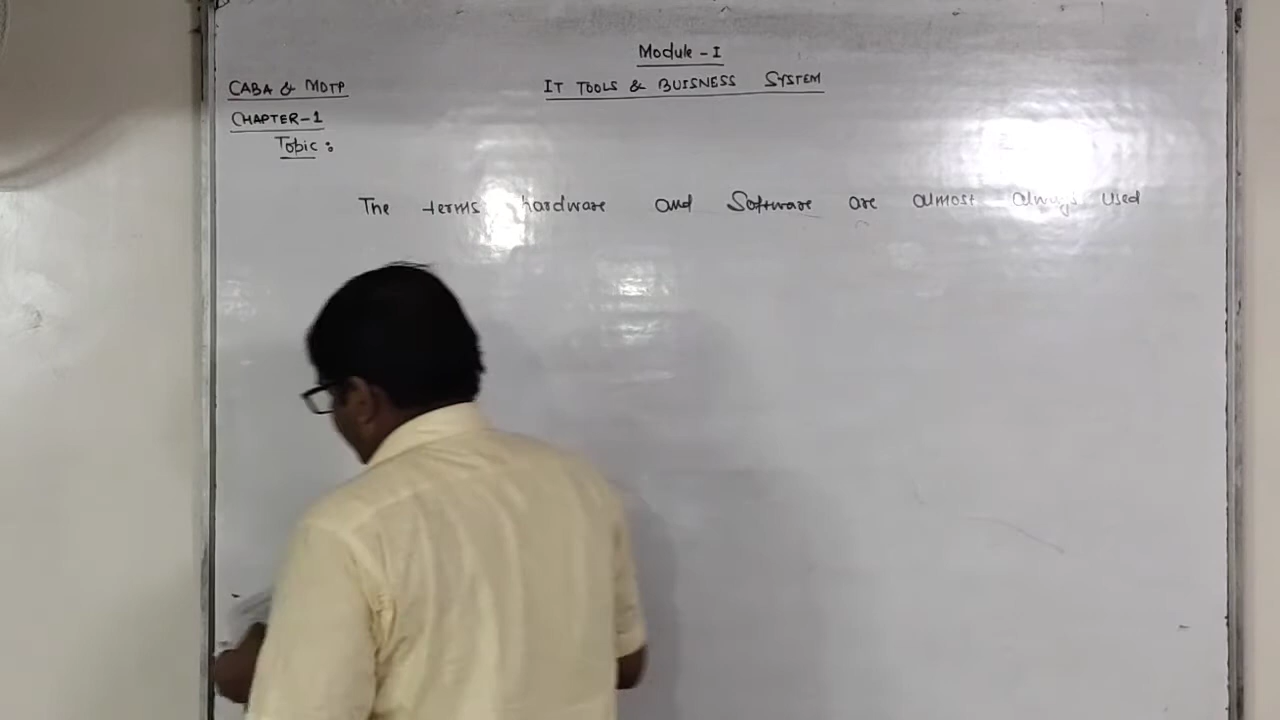 Module - I
IT TOOLS & BUISNESS SYSTEM
CABA & MDTP
CHAPTER-1
Topic :
The terms hardware and Software are almost always used